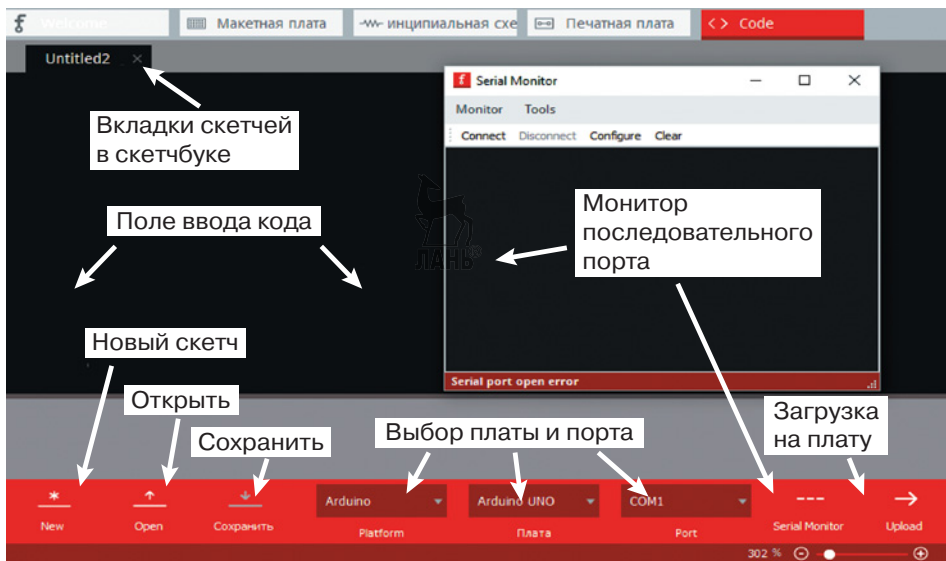 Welcome
Макетная плата
инципиальная схе
Печатная плата
<> Code
Untitled2 ×
Serial Monitor
Monitor Tools
Connect Disconnect Configure Clear
Вкладки скетчей
в скетчбуке
Поле ввода кода
Монитор
последовательного
порта
ЛАНЬ®
Новый скетч
Serial port open error
Открыть
Сохранить
Выбор платы и порта
Загрузка
на плату
New
Open
Сохранить
Arduino
Platform
Arduino UNO
Плата
COM1
Port
Serial Monitor
Upload
302 %